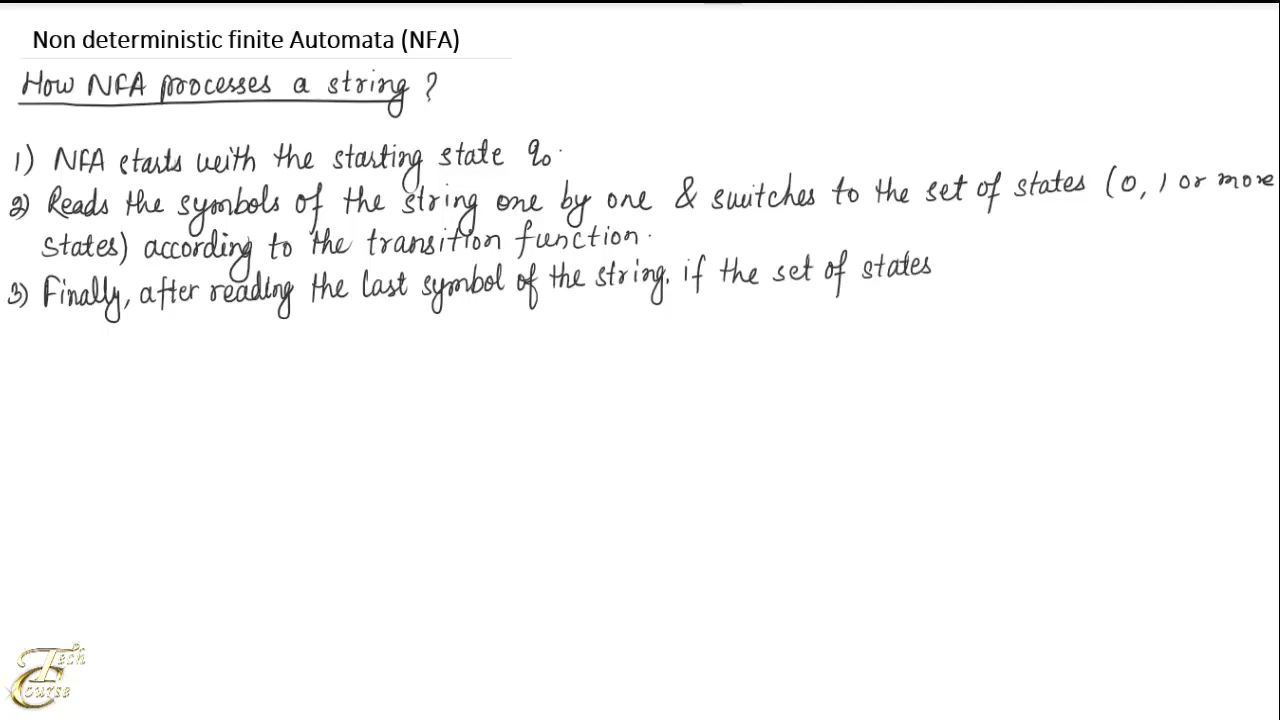 Non deterministic finite Automata (NFA)
How NFA processes a string ?
1) NFA starts with the starting state q0.
2) Reads the symbols of the string one by one & switches to the set of states (0, 1 or more
states) according to the transition function.
3) Finally, after reading the last symbol of the string, if the set of states
Tech
Course